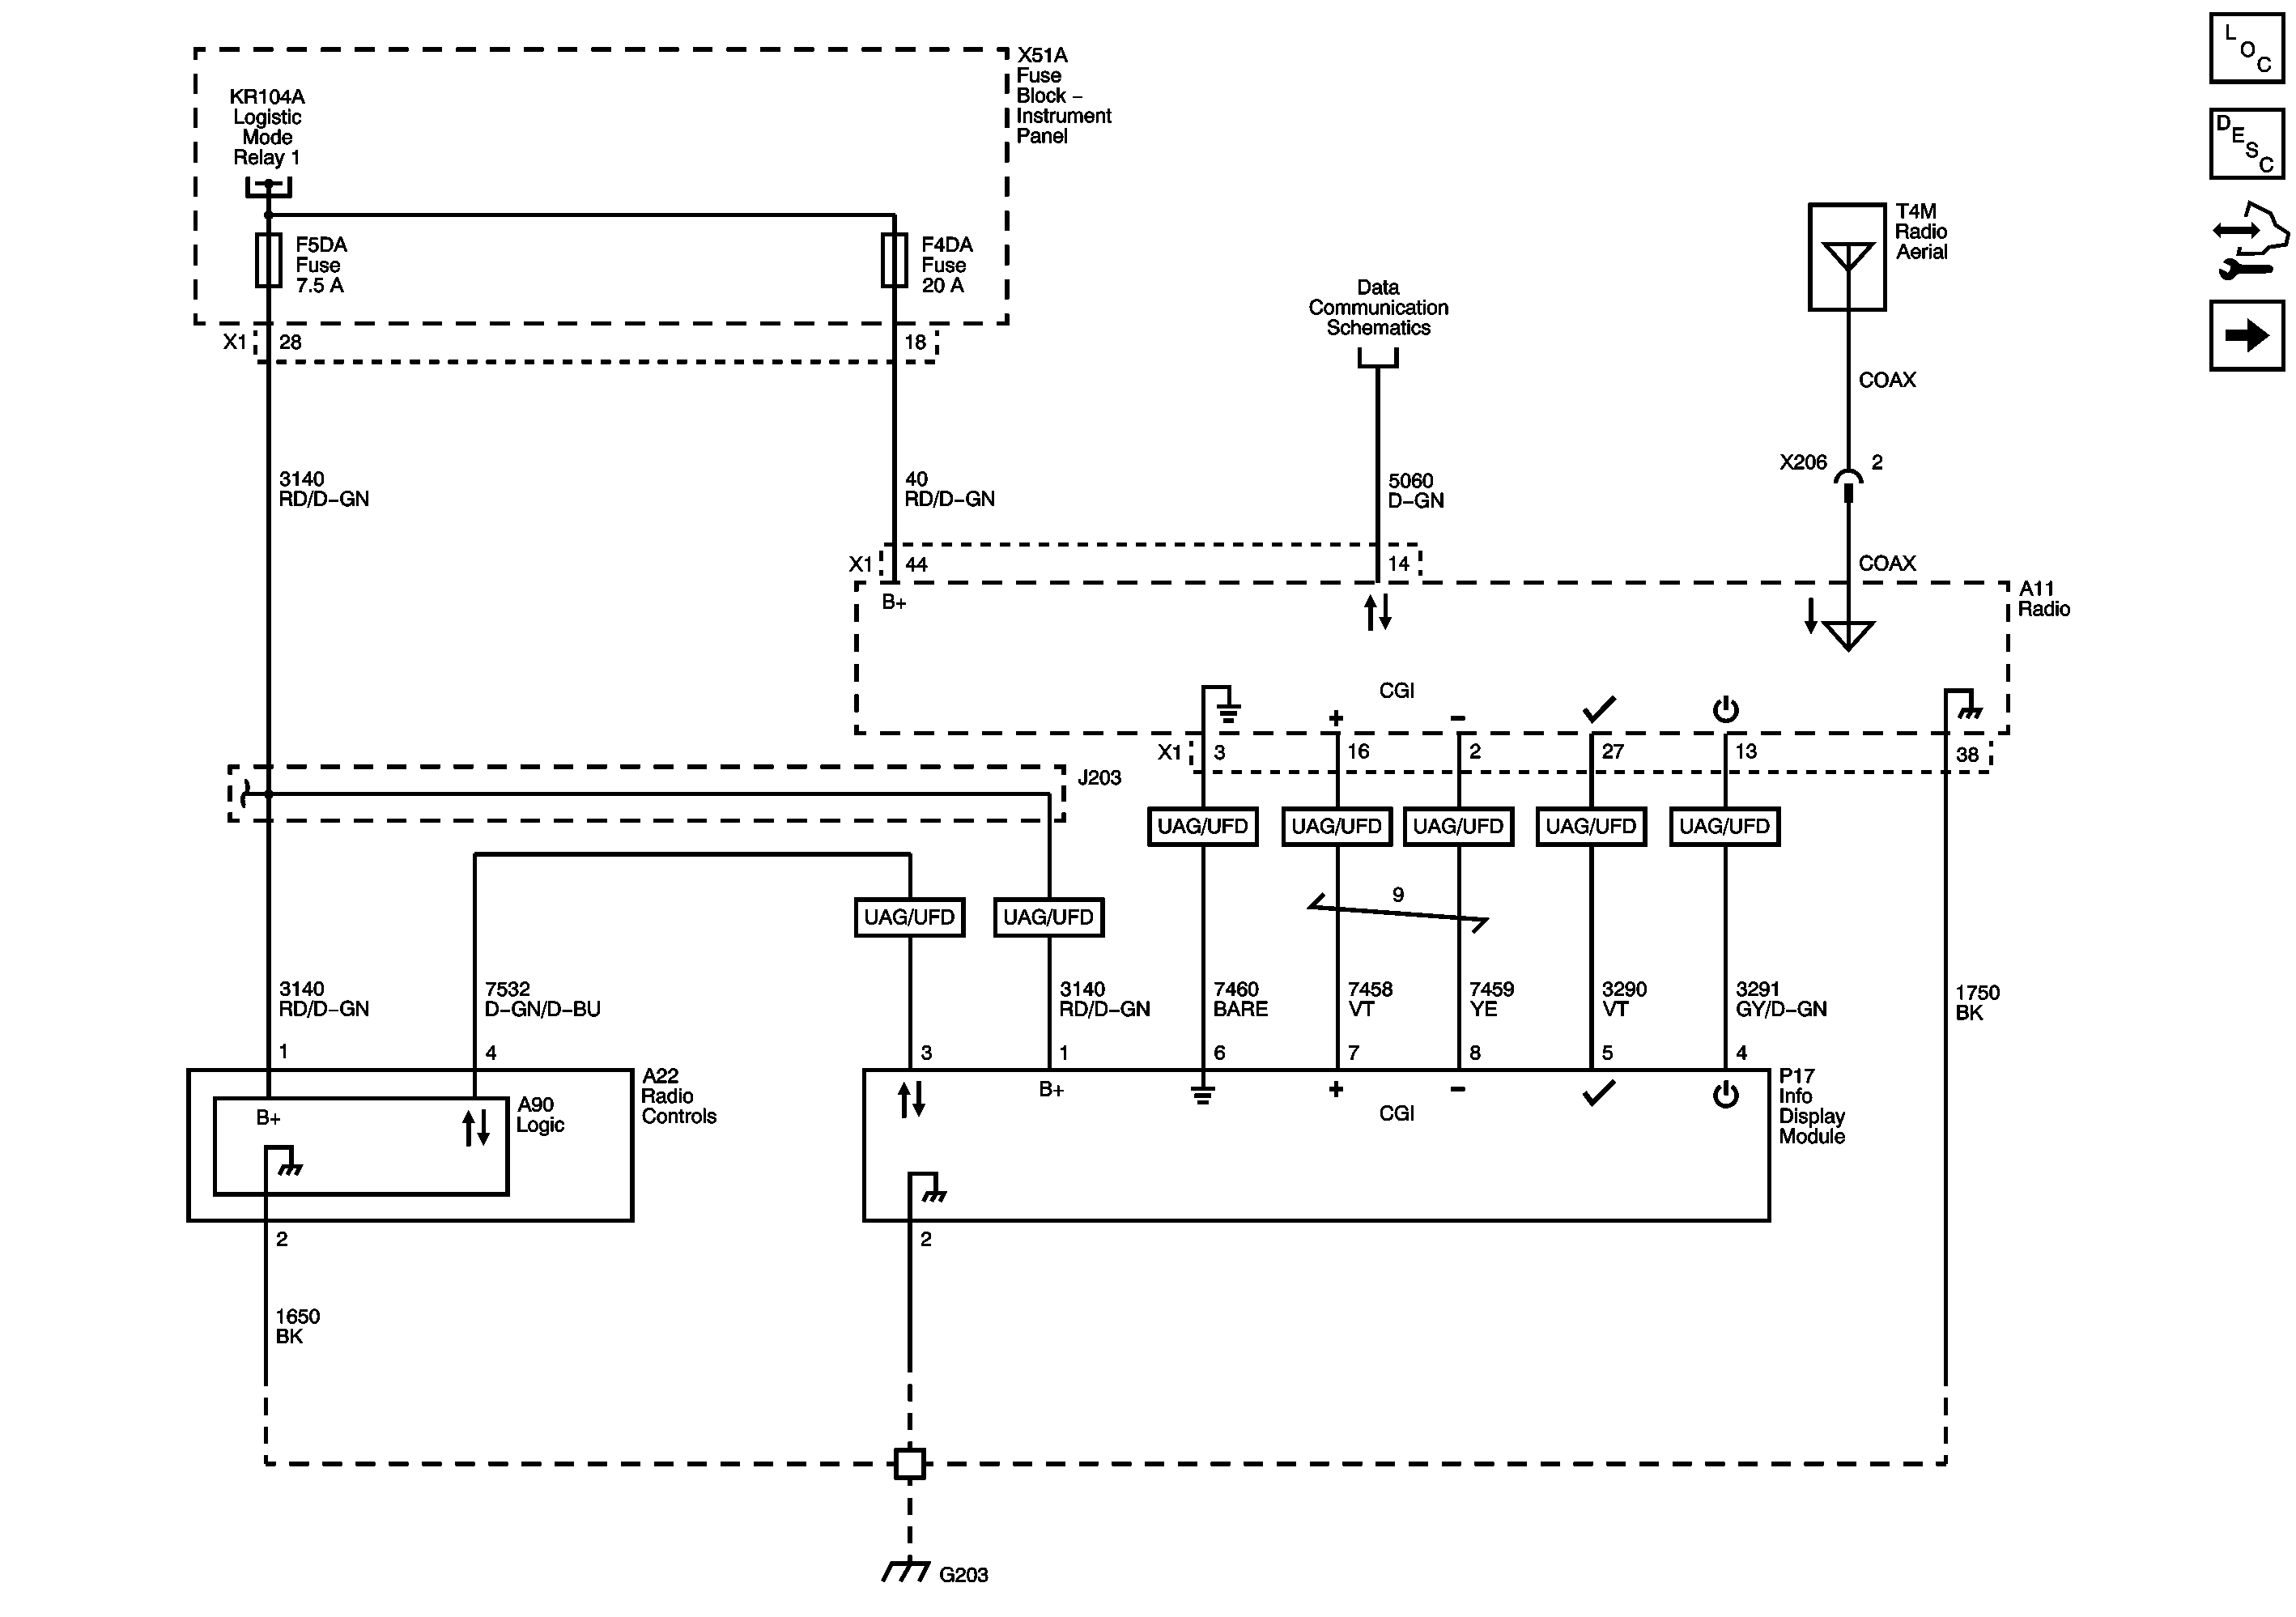 L
O
C
D
E
S
C
X51A
Fuse
Block –
Instrument
Panel
KR104A
Logistic
Mode
Relay 1
F5DA
Fuse
7.5 A
F4DA
Fuse
20 A
X1
28
18
T4M
Radio
Aerial
Data
Communication
Schematics
COAX
X206
2
3140
RD/D–GN
40
RD/D–GN
5060
D–GN
X1
44
14
COAX
B+
A11
Radio
CGI
+
–
X1
3
16
2
27
13
38
J203
UAG/UFD
UAG/UFD
UAG/UFD
UAG/UFD
UAG/UFD
9
UAG/UFD
UAG/UFD
3140
RD/D–GN
7532
D–GN/D–BU
3140
RD/D–GN
7460
BARE
7458
VT
7459
YE
3290
VT
3291
GY/D–GN
1750
BK
1
4
3
1
6
7
8
5
4
A22
Radio
Controls
A90
Logic
B+
B+
+
–
CGI
P17
Info
Display
Module
2
2
1650
BK
G203